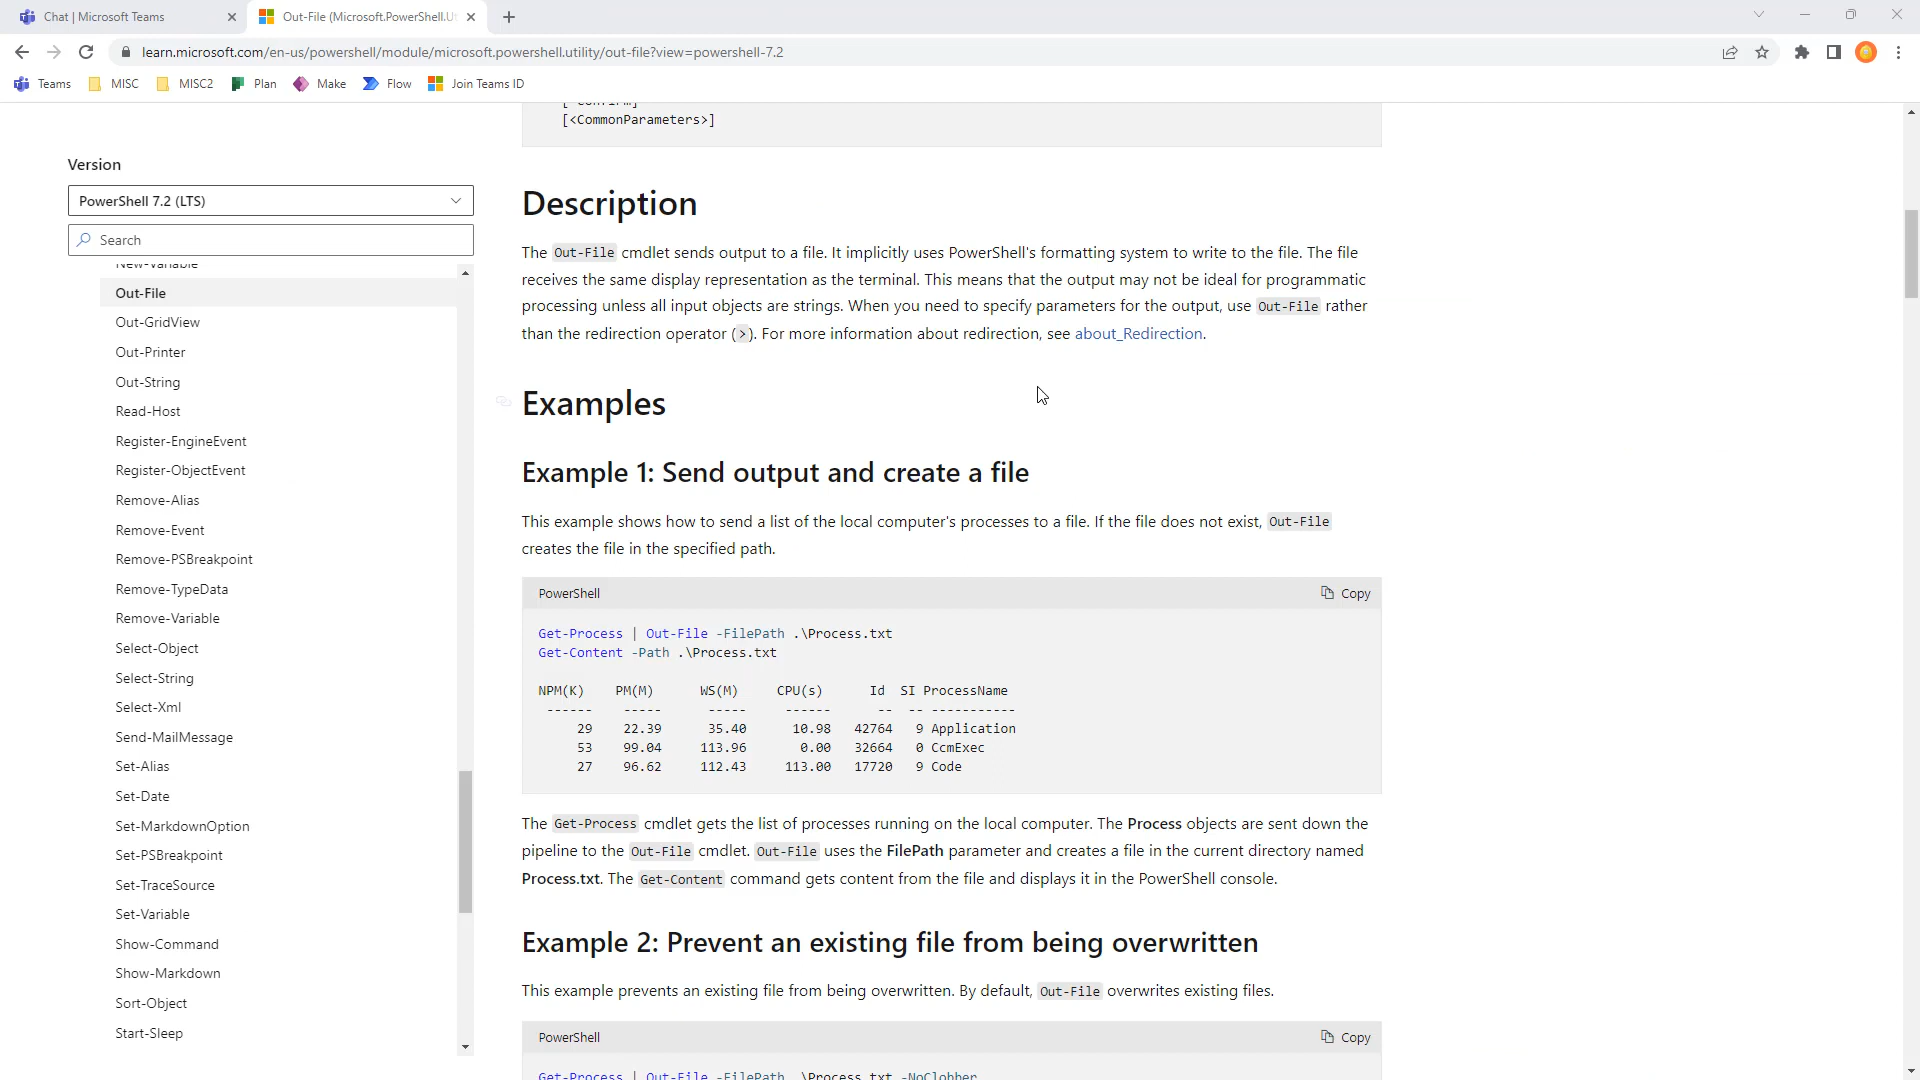 Chat | Microsoft Teams
Out-File (Microsoft.PowerShell.Ut
learn.microsoft.com/en-us/powershell/module/microsoft.powershell.utility/out-file?view=powershell-7.2
Teams
MISC
MISC2
Plan
Make
Flow
Join Teams ID
Version
PowerShell 7.2 (LTS)
Search
New-Variable
Out-File
Out-GridView
Out-Printer
Out-String
Read-Host
Register-EngineEvent
Register-ObjectEvent
Remove-Alias
Remove-Event
Remove-PSBreakpoint
Remove-TypeData
Remove-Variable
Select-Object
Select-String
Select-Xml
Send-MailMessage
Set-Alias
Set-Date
Set-MarkdownOption
Set-PSBreakpoint
Set-TraceSource
Set-Variable
Show-Command
Show-Markdown
Sort-Object
Start-Sleep
[-Confirm]
[<CommonParameters>]
Description
The Out-File cmdlet sends output to a file. It implicitly uses PowerShell's formatting system to write to the file. The file
receives the same display representation as the terminal. This means that the output may not be ideal for programmatic
processing unless all input objects are strings. When you need to specify parameters for the output, use Out-File rather
than the redirection operator (>). For more information about redirection, see about_Redirection.
Examples
Example 1: Send output and create a file
This example shows how to send a list of the local computer's processes to a file. If the file does not exist, Out-File
creates the file in the specified path.
PowerShell
Copy
Get-Process | Out-File -FilePath .\Process.txt
Get-Content -Path .\Process.txt
NPM(K) PM(M) WS(M) CPU(s) Id SI ProcessName
------ ----- ----- ------ -- -- -----------
29 22.39 35.40 10.98 42764 9 Application
53 99.04 113.96 0.00 32664 0 CcmExec
27 96.62 112.43 113.00 17720 9 Code
The Get-Process cmdlet gets the list of processes running on the local computer. The Process objects are sent down the
pipeline to the Out-File cmdlet. Out-File uses the FilePath parameter and creates a file in the current directory named
Process.txt. The Get-Content command gets content from the file and displays it in the PowerShell console.
Example 2: Prevent an existing file from being overwritten
This example prevents an existing file from being overwritten. By default, Out-File overwrites existing files.
PowerShell
Copy
Get-Process | Out-File -FilePath .\Process.txt -NoClobber